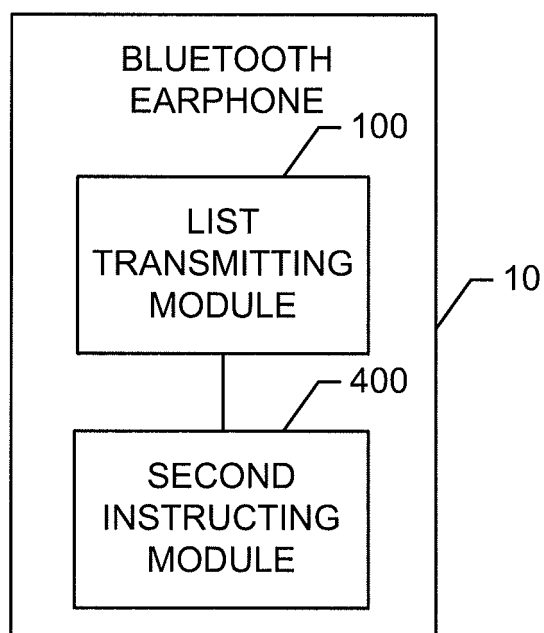 BLUETOOTH
EARPHONE
100
LIST
TRANSMITTING
MODULE
10
400
SECOND
INSTRUCTING
MODULE